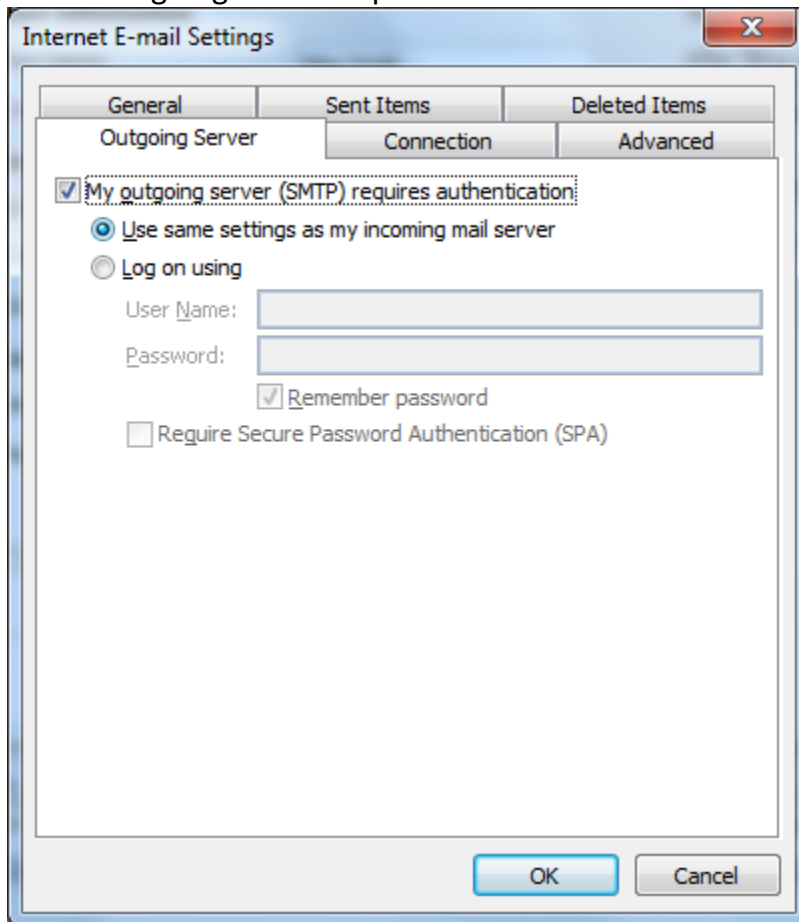 Internet E-mail Settings
General Sent Items Deleted Items
Outgoing Server Connection Advanced
My outgoing server (SMTP) requires authentication
Use same settings as my incoming mail server
Log on using
User Name:
Password:
Remember password
Require Secure Password Authentication (SPA)
OK Cancel